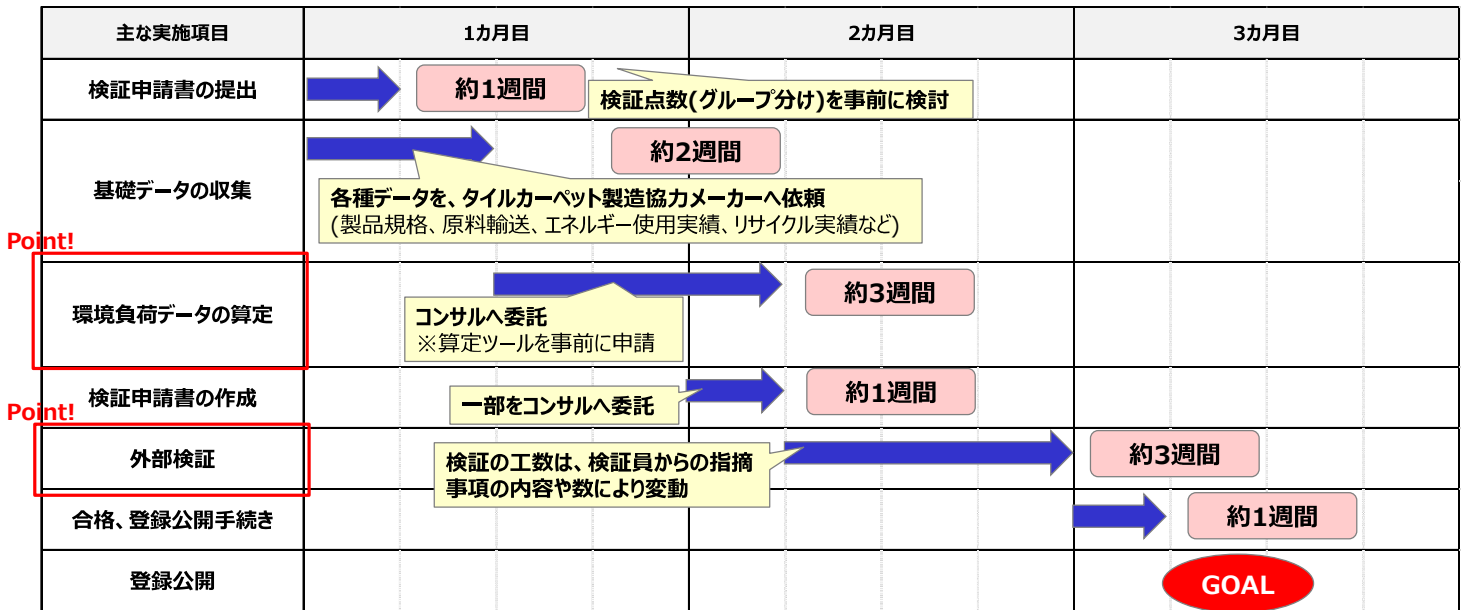 主な実施項目
1カ月目
2カ月目
3カ月目
検証申請書の提出
約1週間
検証点数(グループ分け)を事前に検討
基礎データの収集
約2週間
各種データを、タイルカーペット製造協力メーカーへ依頼
(製品規格、原料輸送、エネルギー使用実績、リサイクル実績など)
Point!
環境負荷データの算定
約3週間
コンサルへ委託
※算定ツールを事前に申請
検証申請書の作成
約1週間
一部をコンサルへ委託
Point!
外部検証
約3週間
検証の工数は、検証員からの指摘
事項の内容や数により変動
合格、登録公開手続き
約1週間
登録公開
GOAL